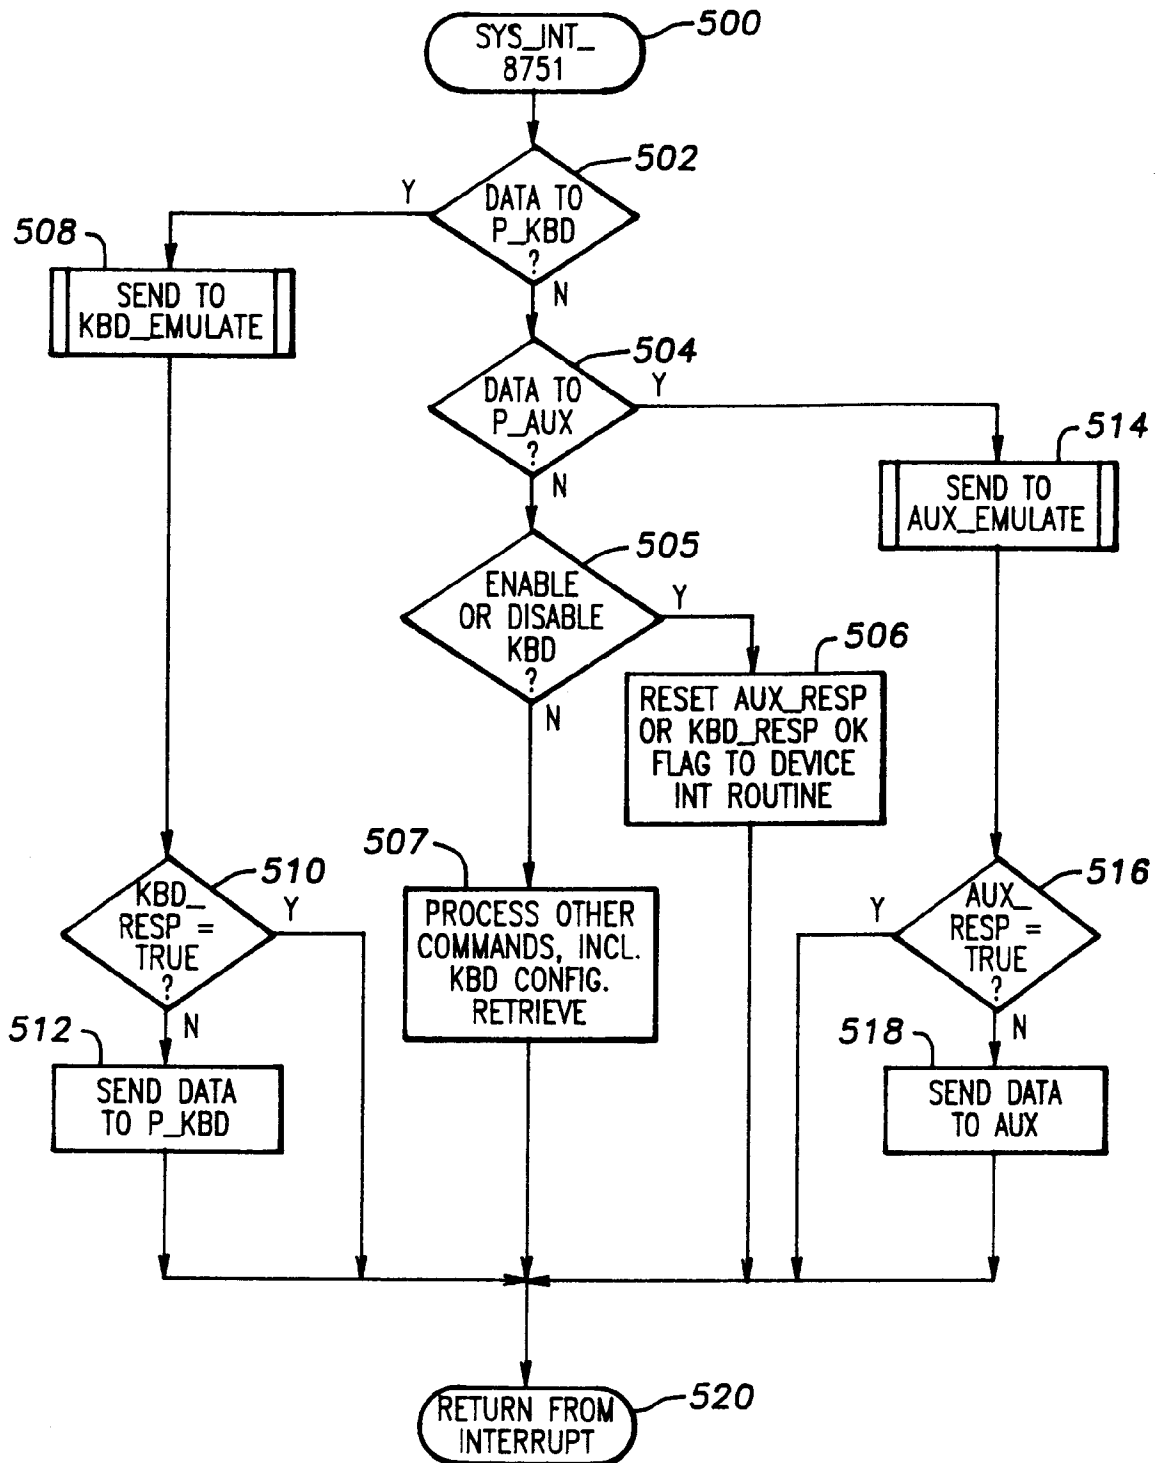 SYS_INT_
8751
500
502
DATA TO
P_KBD
?
Y
N
508
SEND TO
KBD_EMULATE
504
DATA TO
P_AUX
?
Y
N
514
SEND TO
AUX_EMULATE
505
ENABLE
OR DISABLE
KBD
?
Y
N
506
RESET AUX_RESP
OR KBD_RESP OK
FLAG TO DEVICE
INT ROUTINE
507
PROCESS OTHER
COMMANDS, INCL.
KBD CONFIG.
RETRIEVE
510
KBD_
RESP =
TRUE
?
Y
N
516
AUX_
RESP =
TRUE
?
Y
N
512
SEND DATA
TO P_KBD
518
SEND DATA
TO AUX
520
RETURN FROM
INTERRUPT